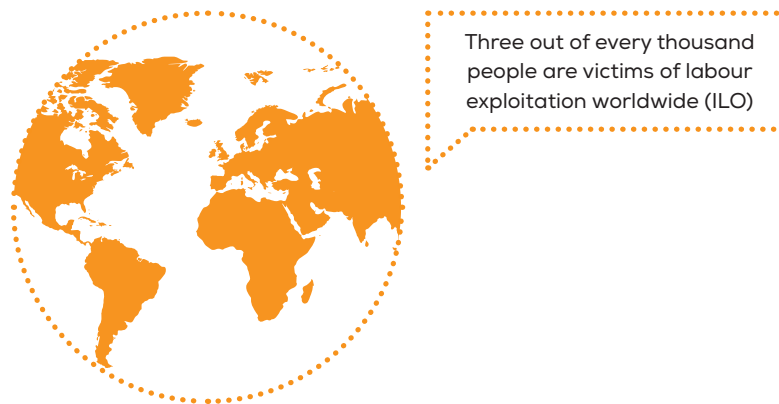 Three out of every thousand
people are victims of labour
exploitation worldwide (ILO)